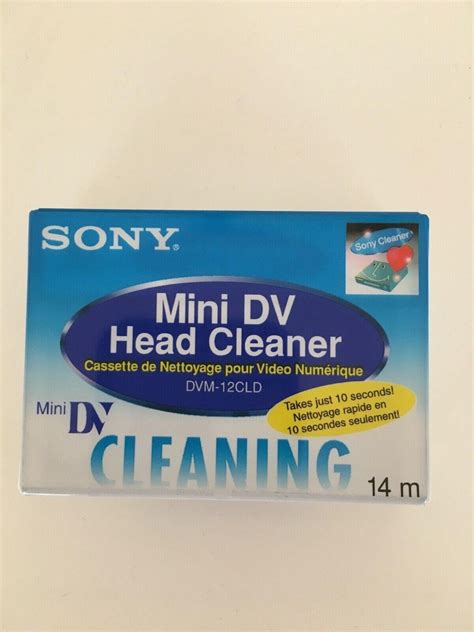 SONY®
Sony Cleaner
Mini DV
Head Cleaner
Cassette de Nettoyage pour Video Numérique
DVM-12CLD
Takes just 10 seconds!
Nettoyage rapide en
10 secondes seulement!
Mini DV
CLEANING
14 m